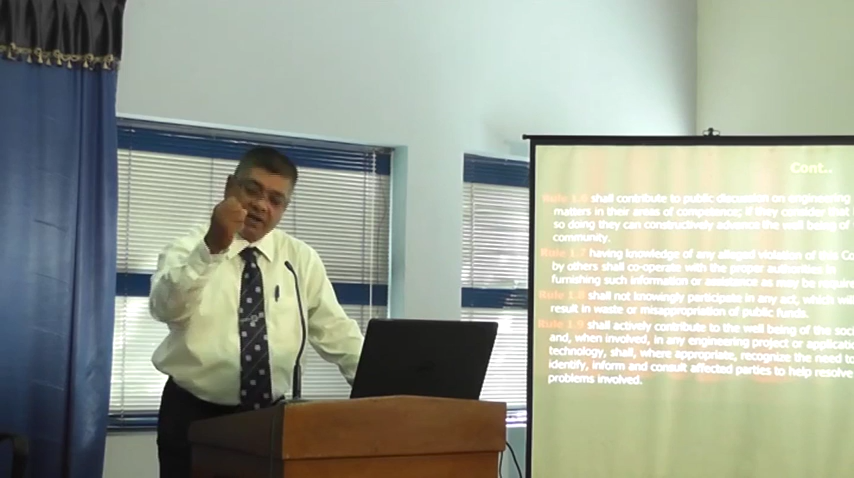 Cont..
Rule 1.6 shall contribute to public discussion on engineering
matters in their areas of competence; if they consider that
so doing they can constructively advance the well being of
community.
Rule 1.7 having knowledge of any alleged violation of this Co
by others shall co-operate with the proper authorities in
furnishing such information or assistance as may be require
Rule 1.8 shall not knowingly participate in any act, which will
result in waste or misappropriation of public funds.
Rule 1.9 shall actively contribute to the well being of the soci
and, when involved, in any engineering project or applicatio
technology, shall, where appropriate, recognize the need to
identify, inform and consult affected parties to help resolve
problems involved.